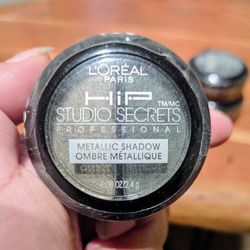 L'ORÉAL
PARIS
HiP
STUDIO SECRETS
TM/MC
PROFESSIONAL
METALLIC SHADOW
OMBRE MÉTALLIQUE
0.08 OZ/2.4 g